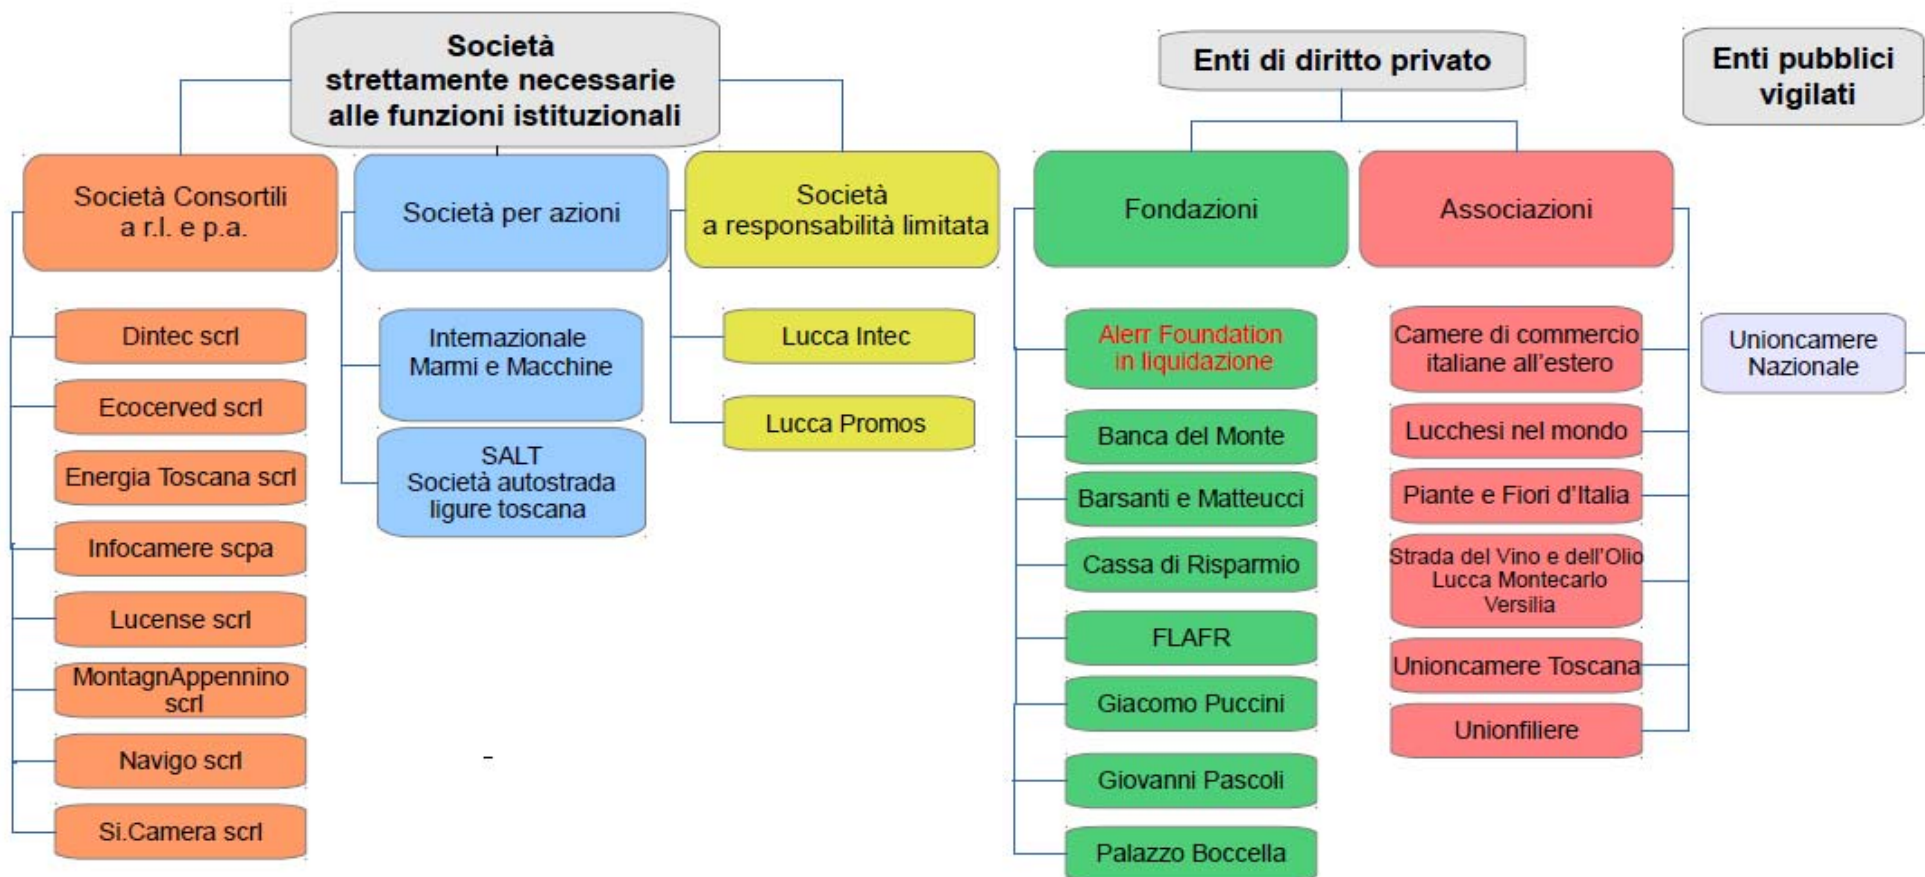 Società
strettamente necessarie
alle funzioni istituzionali
Società Consortili
a r.l. e p.a.
Dintec scrl
Ecocerved scrl
Energia Toscana scrl
Infocamere scpa
Lucense scrl
MontagnAppennino
scrl
Navigo scrl
Si.Camera scrl
Società per azioni
Internazionale
Marmi e Macchine
SALT
Società autostrada
ligure toscana
Società
a responsabilità limitata
Lucca Intec
Lucca Promos
Enti di diritto privato
Fondazioni
Alerr Foundation
in liquidazione
Banca del Monte
Barsanti e Matteucci
Cassa di Risparmio
FLAFR
Giacomo Puccini
Giovanni Pascoli
Palazzo Boccella
Associazioni
Camere di commercio
italiane all'estero
Lucchesi nel mondo
Piante e Fiori d'Italia
Strada del Vino e dell'Olio
Lucca Montecarlo
Versilia
Unioncamere Toscana
Unionfiliere
Enti pubblici
vigilati
Unioncamere
Nazionale